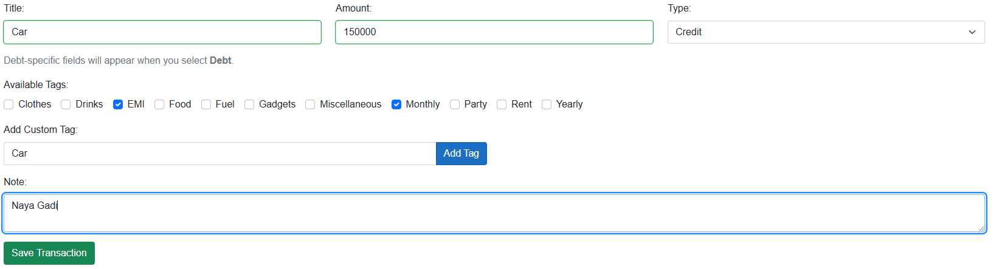 Title: Amount: Type:
Car 150000 Credit
Debt-specific fields will appear when you select Debt.
Available Tags:
Clothes Drinks EMI Food Fuel Gadgets Miscellaneous Monthly Party Rent Yearly
Add Custom Tag:
Car Add Tag
Note:
Naya Gadi
Save Transaction